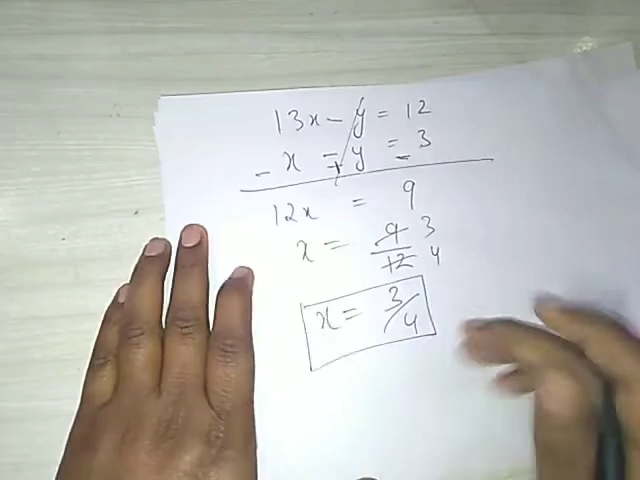 13x - y = 12
- x - y = 3
+ -
12x = 9
x = 9/12 3 4
x = 3/4